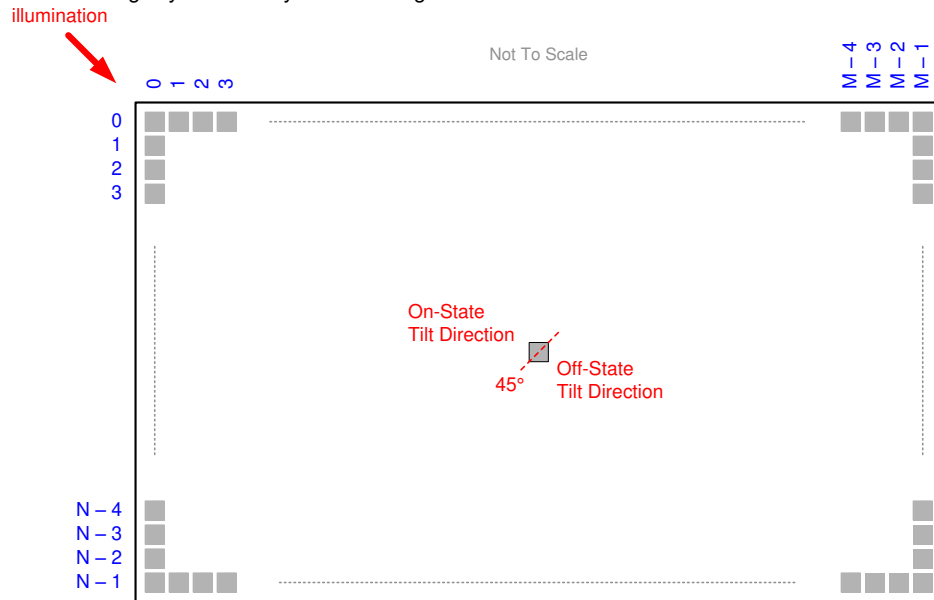 illumination
Not To Scale
0 1 2 3
M – 4 M – 3 M – 2 M – 1
0
1
2
3
On-State
Tilt Direction
45°
Off-State
Tilt Direction
N – 4
N – 3
N – 2
N – 1